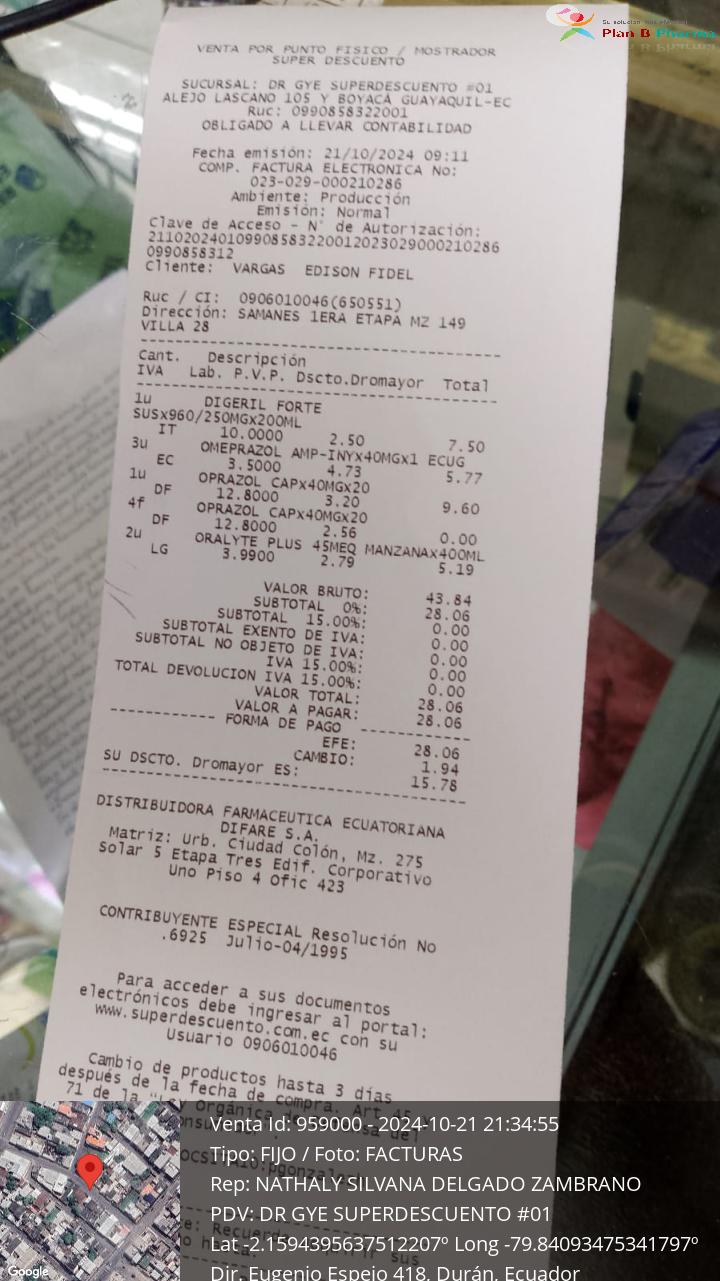 Plan B Pharma
VENTA POR PUNTO FISICO / MOSTRADOR
SUPER DESCUENTO
SUCURSAL: DR GYE SUPERDESCUENTO #01
ALEJO LASCANO 105 Y BOYACA GUAYAQUIL-EC
Ruc: 0990858322001
OBLIGADO A LLEVAR CONTABILIDAD
Fecha emisión: 21/10/2024 09:11
COMP. FACTURA ELECTRONICA No:
023-029-000210286
Ambiente: Producción
Emisión: Normal
Clave de Acceso - N° de Autorización:
211020240109908583220012023029000210286
0990858312
Cliente: VARGAS EDISON FIDEL
Ruc / CI: 0906010046(650551)
Dirección: SAMANES 1ERA ETAPA MZ 149
VILLA 28
Cant. Descripción
IVA Lab. P.V.P. Dscto.Dromayor Total
1u DIGERIL FORTE
SUSx960/250MGx200ML
IT 10.0000 2.50 7.50
3u OMEPRAZOL AMP-INYx40MGx1 ECUG
EC 3.5000 4.73 5.77
1u OPRAZOL CAPx40MGx20
DF 12.8000 3.20 9.60
4f OPRAZOL CAPx40MGx20
DF 12.8000 2.56 0.00
2u ORALYTE PLUS 45MEQ MANZANAx400ML
LG 3.9900 2.79 5.19
VALOR BRUTO: 43.84
SUBTOTAL 0%: 28.06
SUBTOTAL 15.00%: 0.00
SUBTOTAL EXENTO DE IVA: 0.00
SUBTOTAL NO OBJETO DE IVA: 0.00
IVA 15.00%: 0.00
TOTAL DEVOLUCION IVA 15.00%: 0.00
VALOR TOTAL: 28.06
VALOR A PAGAR: 28.06
---------- FORMA DE PAGO ----------
EFE: 28.06
CAMBIO: 1.94
SU DSCTO. Dromayor ES: 15.78
DISTRIBUIDORA FARMACEUTICA ECUATORIANA
DIFARE S.A.
Matriz: Urb. Ciudad Colón, Mz. 275
Solar 5 Etapa Tres Edif. Corporativo
Uno Piso 4 Ofic 423
CONTRIBUYENTE ESPECIAL Resolución No
.6925 Julio-04/1995
Para acceder a sus documentos
electrónicos debe ingresar al portal:
www.superdescuento.com.ec con su
Usuario 0906010046
Cambio de productos hasta 3 días
después de la fecha de compra. Art
71 de la
Venta Id: 959000 - 2024-10-21 21:34:55
Tipo: FIJO / Foto: FACTURAS
Rep: NATHALY SILVANA DELGADO ZAMBRANO
PDV: DR GYE SUPERDESCUENTO #01
Lat -2.1594395637512207º Long -79.84093475341797º
Dir. Eugenio Espejo 418, Durán, Ecuador
Google